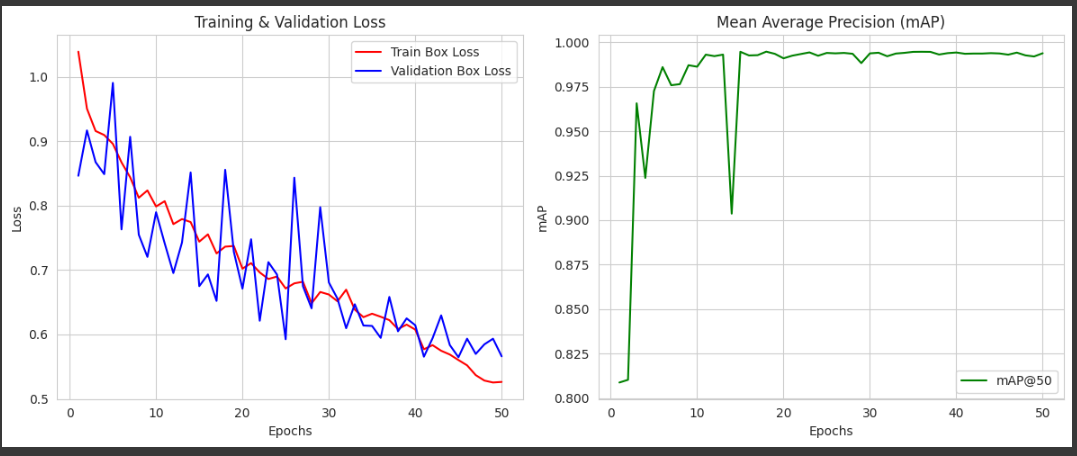 Training & Validation Loss
Train Box Loss
Validation Box Loss
1.0
0.9
0.8
0.7
0.6
0.5
Loss
0 10 20 30 40 50
Epochs
Mean Average Precision (mAP)
1.000
0.975
0.950
0.925
0.900
0.875
0.850
0.825
0.800
mAP
mAP@50
0 10 20 30 40 50
Epochs